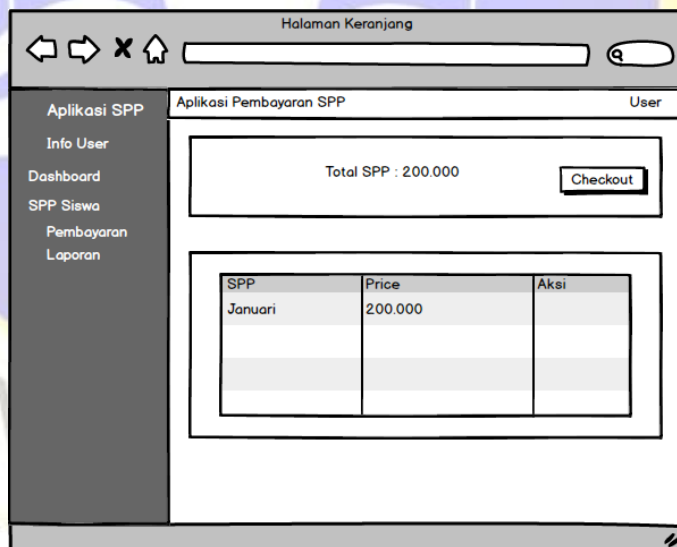 Halaman Keranjang
Aplikasi SPP
Info User
Dashboard
SPP Siswa
Pembayaran
Laporan
Aplikasi Pembayaran SPP User
Total SPP : 200.000
Checkout
SPP Price Aksi
Januari 200.000